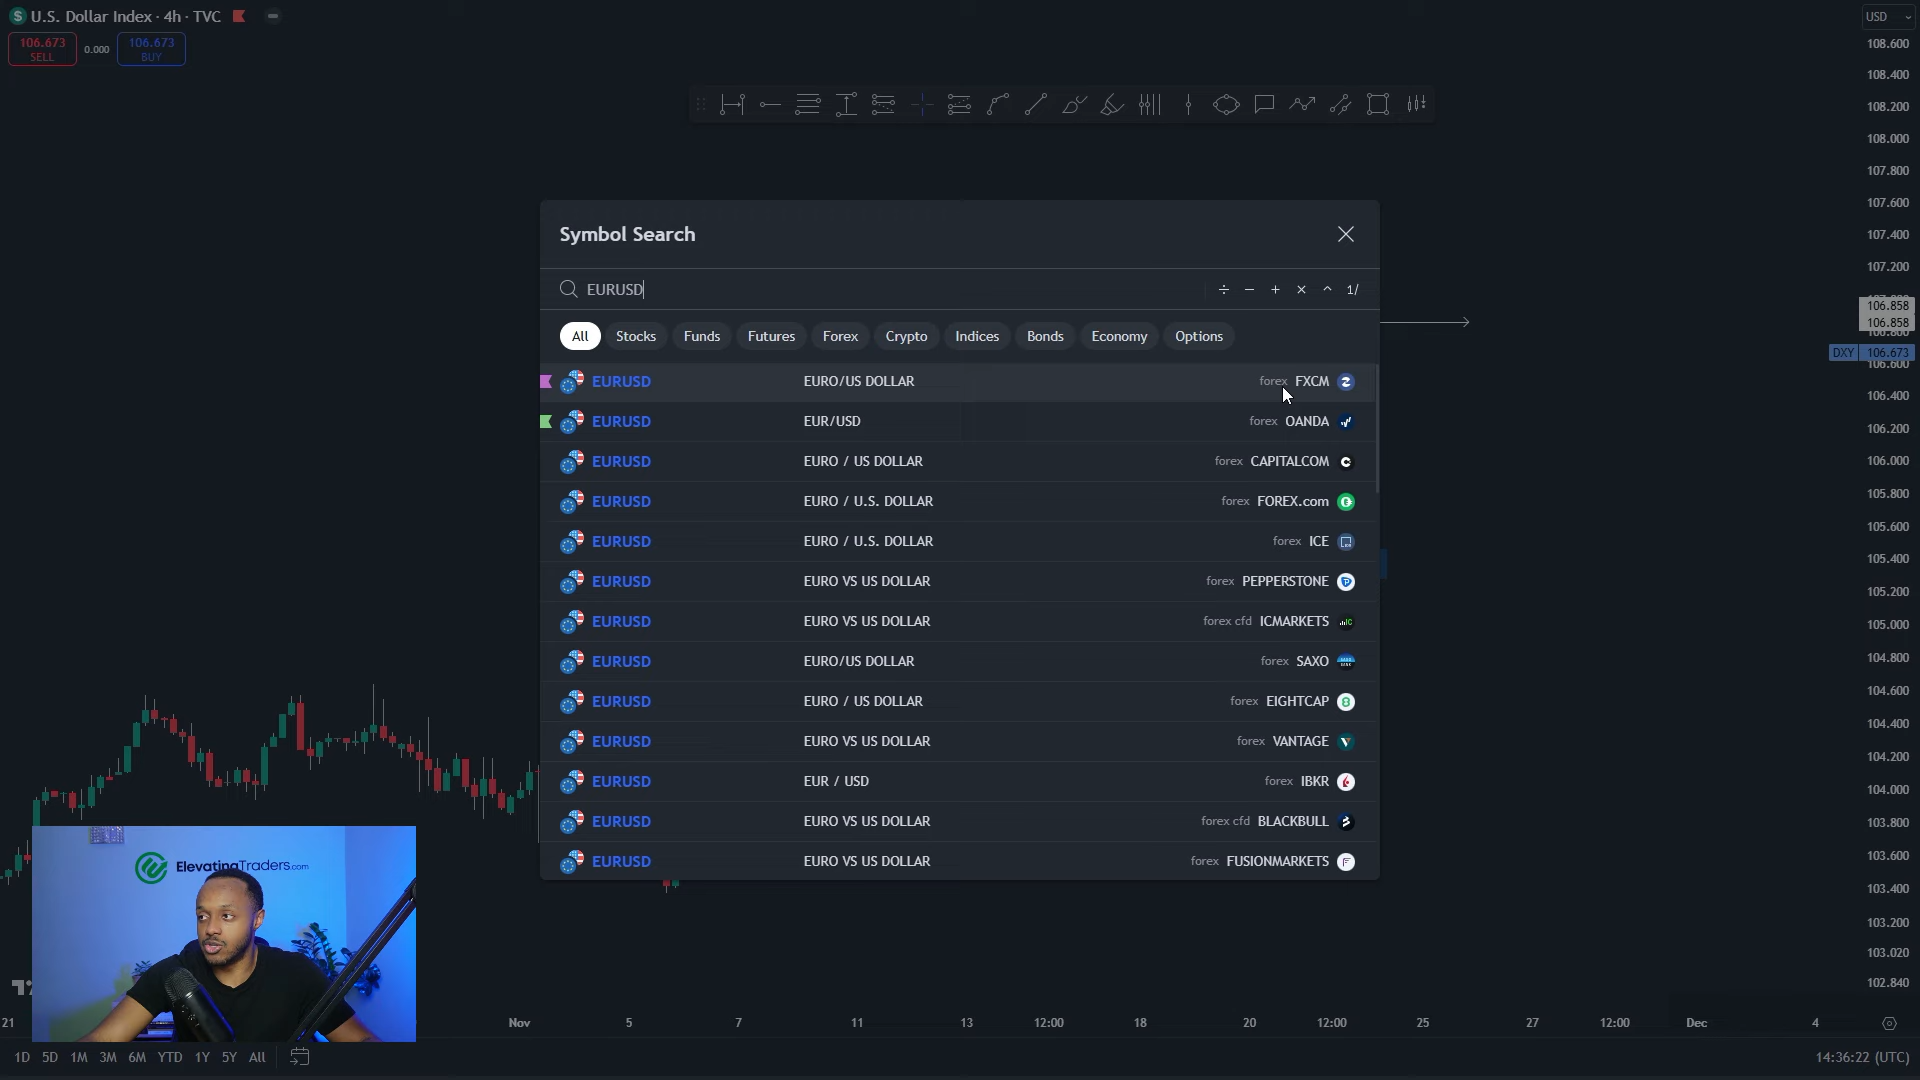 U.S. Dollar Index · 4h · TVC
USD
106.673
SELL
0.000
106.673
BUY
108.600
108.400
108.200
108.000
107.800
107.600
107.400
107.200
106.858
106.858
DXY 106.673
106.600
106.400
106.200
106.000
105.800
105.600
105.400
105.200
105.000
104.800
104.600
104.400
104.200
104.000
103.800
103.600
103.400
103.200
103.020
102.840
Symbol Search
EURUSD
÷ − + × ^ 1/
All Stocks Funds Futures Forex Crypto Indices Bonds Economy Options
EURUSD EURO/US DOLLAR forex FXCM
EURUSD EUR/USD forex OANDA
EURUSD EURO / US DOLLAR forex CAPITALCOM
EURUSD EURO / U.S. DOLLAR forex FOREX.com
EURUSD EURO / U.S. DOLLAR forex ICE
EURUSD EURO VS US DOLLAR forex PEPPERSTONE
EURUSD EURO VS US DOLLAR forex cfd ICMARKETS
EURUSD EURO/US DOLLAR forex SAXO
EURUSD EURO / US DOLLAR forex EIGHTCAP
EURUSD EURO VS US DOLLAR forex VANTAGE
EURUSD EUR / USD forex IBKR
EURUSD EURO VS US DOLLAR forex cfd BLACKBULL
EURUSD EURO VS US DOLLAR forex FUSIONMARKETS
ElevatingTraders.com
21 Nov 5 7 11 13 12:00 18 20 12:00 25 27 12:00 Dec 4
1D 5D 1M 3M 6M YTD 1Y 5Y All
14:36:22 (UTC)